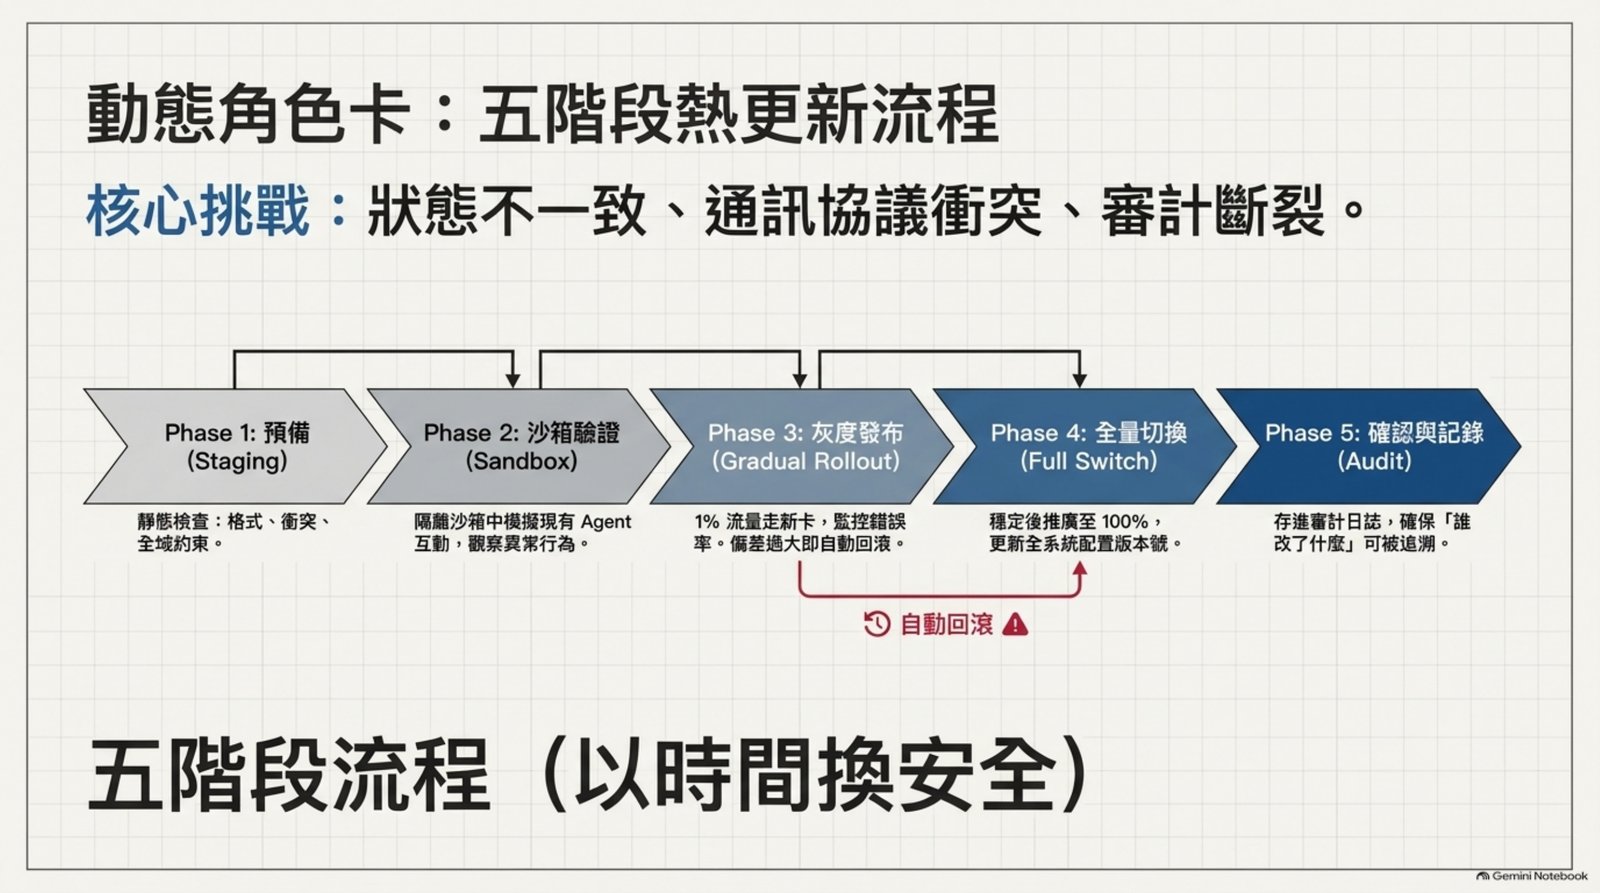 動態角色卡：五階段熱更新流程
核心挑戰：狀態不一致、通訊協議衝突、審計斷裂。
Phase 1: 預備
(Staging)
靜態檢查：格式、衝突、
全域約束。
Phase 2: 沙箱驗證
(Sandbox)
隔離沙箱中模擬現有 Agent
互動，觀察異常行為。
Phase 3: 灰度發布
(Gradual Rollout)
1% 流量走新卡，監控錯誤
率。偏差過大即自動回滾。
Phase 4: 全量切換
(Full Switch)
穩定後推廣至 100%，
更新全系統配置版本號。
Phase 5: 確認與記錄
(Audit)
存進審計日誌，確保「誰
改了什麼」可被追溯。
自動回滾
五階段流程（以時間換安全）
Gemini Notebook